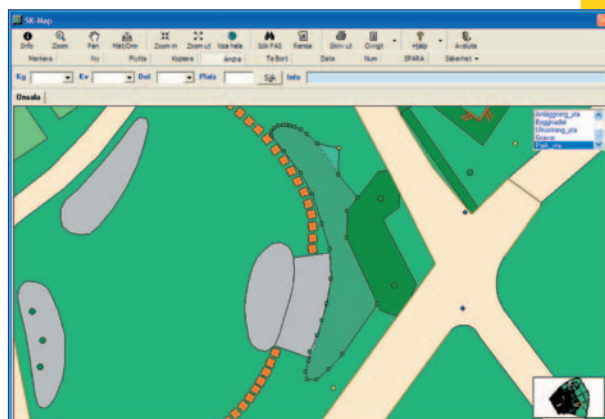 SK-Map
Info Zoom Pan Mät/Omr Zoom in Zoom ut Visa hela Sök FAS Rensa Skriv ut Övrigt Hjälp Avsluta
Markera Ny Flytta Kopiera Ändra Ta Bort Data Num SPARA Säkerhet
Kg Kv Del Plats Sök Info
Onsala
Anläggning_yta
Byggnader
Utrustning_yta
Gravar
Park_yta